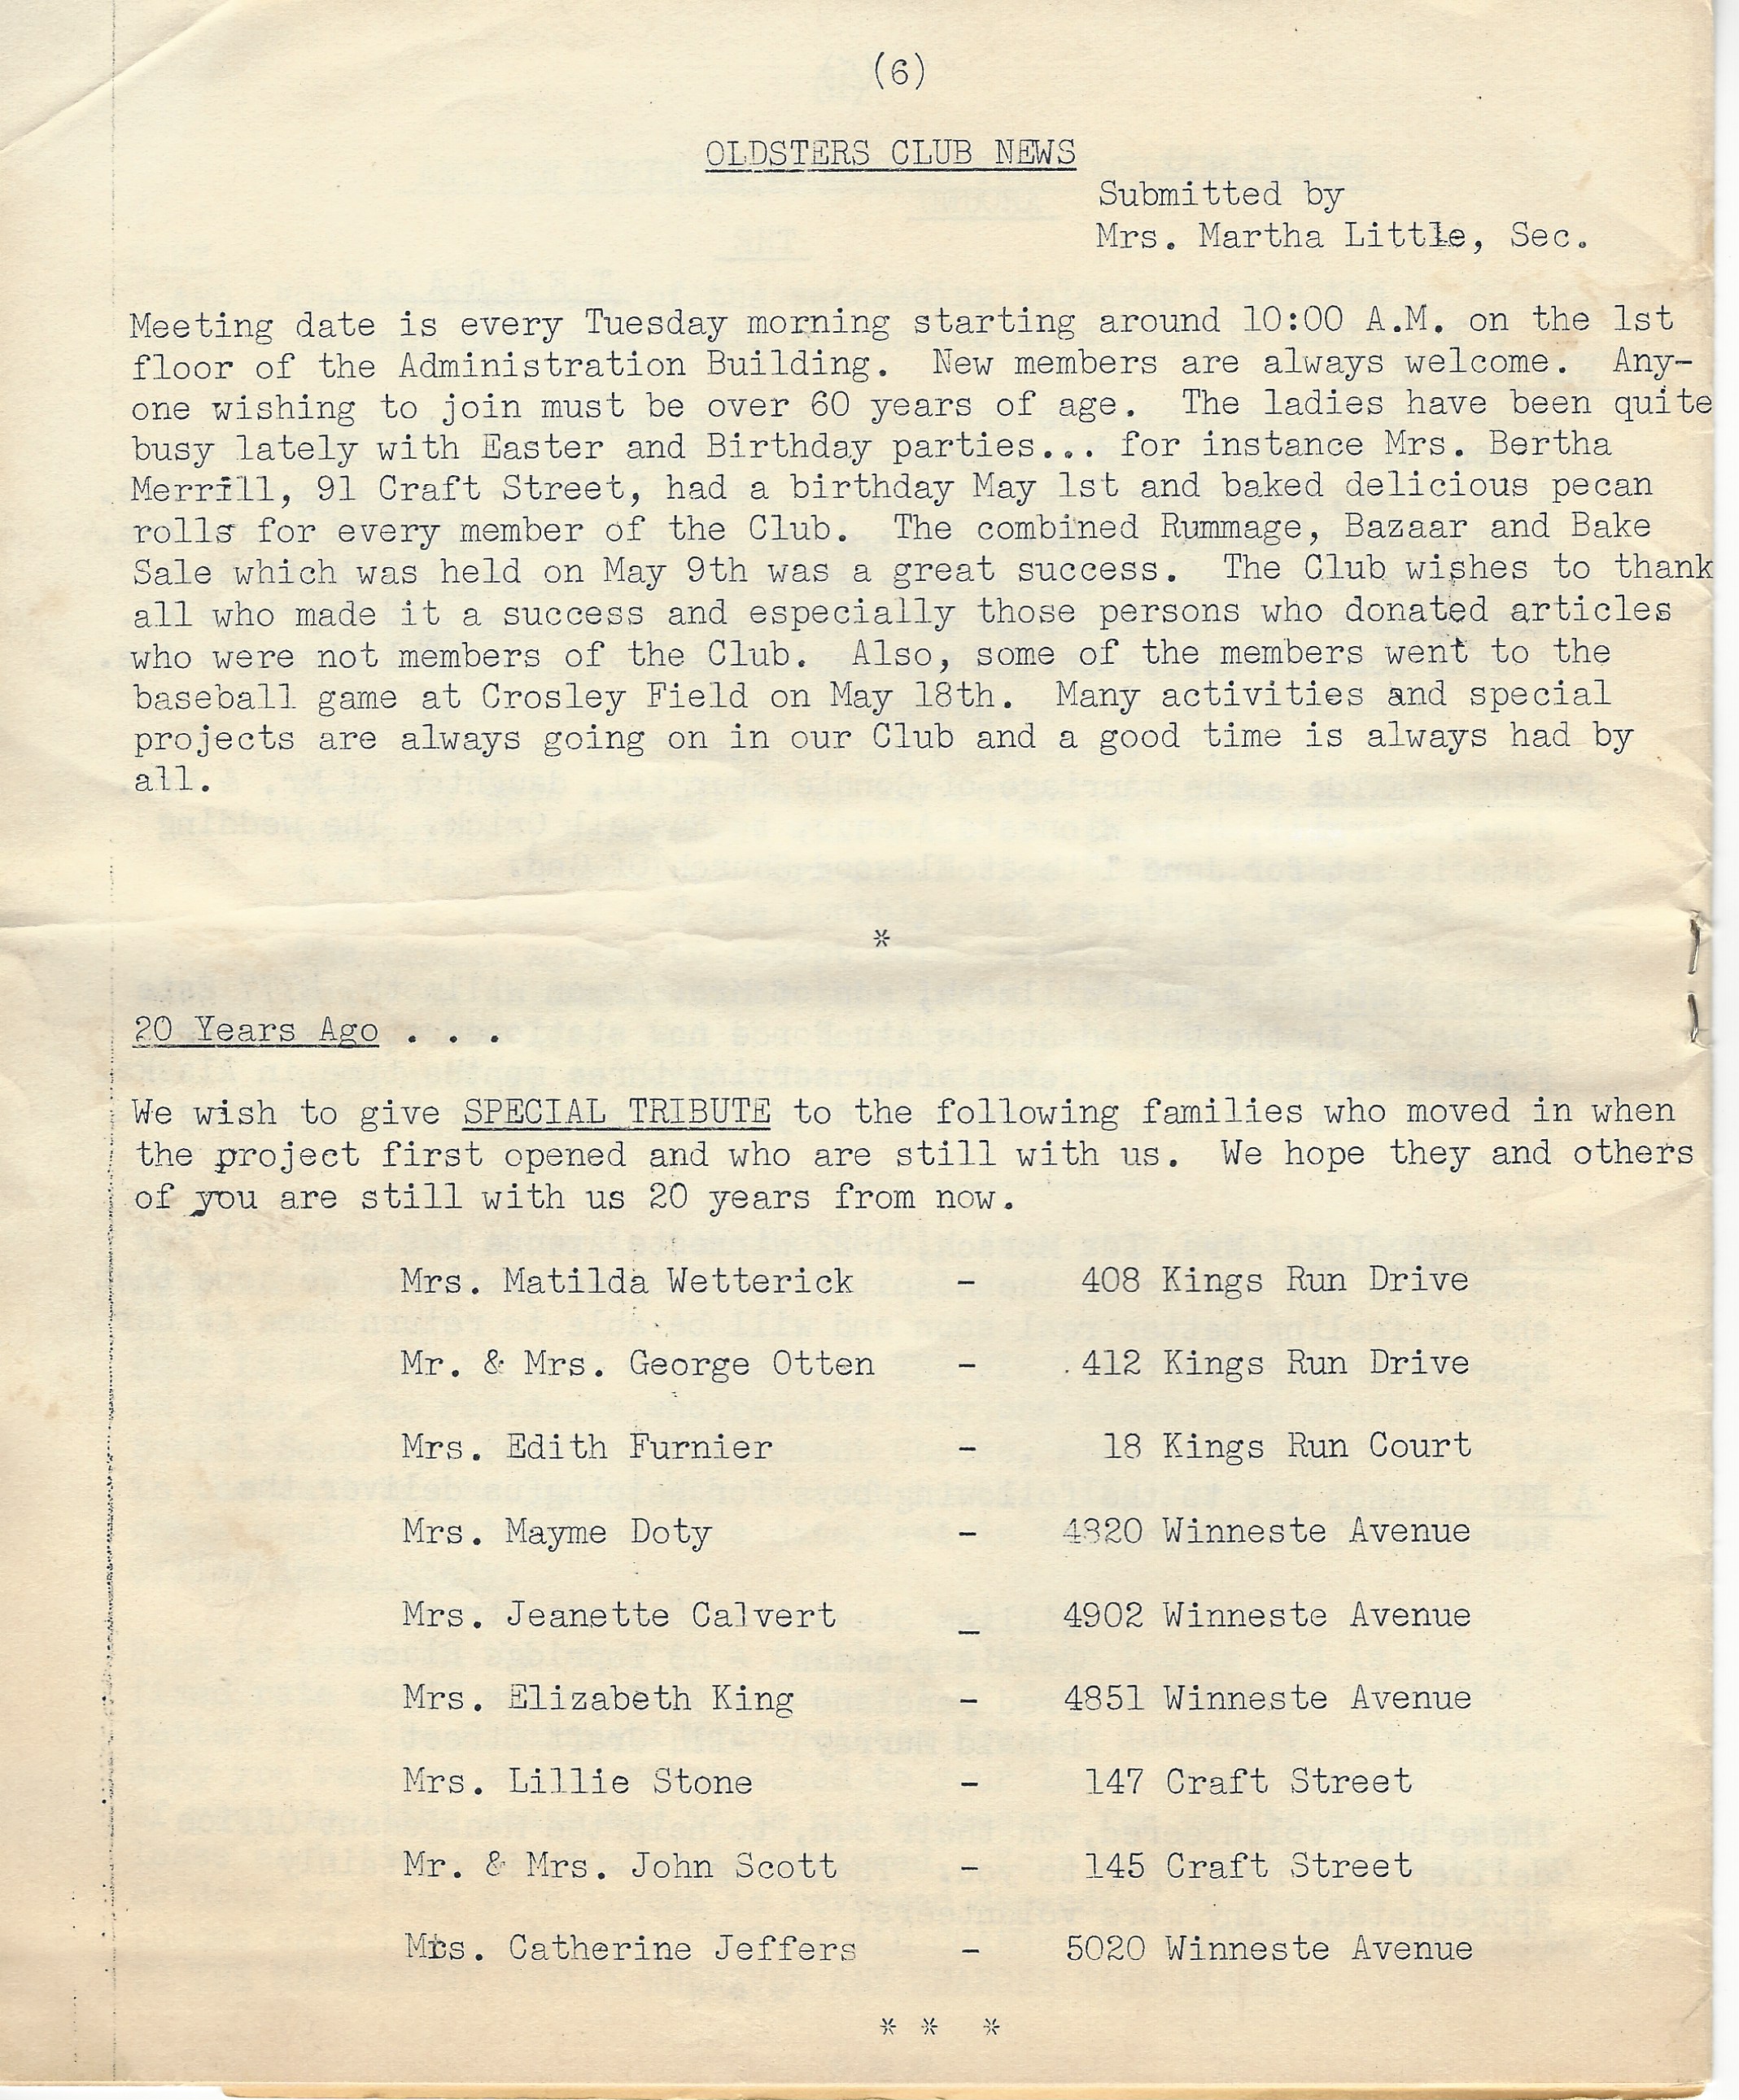 (6)
OLDSTERS CLUB NEWS
Submitted by
Mrs. Martha Little, Sec.
Meeting date is every Tuesday morning starting around 10:00 A.M. on the 1st
floor of the Administration Building. New members are always welcome. Any-
one wishing to join must be over 60 years of age. The ladies have been quite
busy lately with Easter and Birthday parties... for instance Mrs. Bertha
Merrill, 91 Craft Street, had a birthday May 1st and baked delicious pecan
rolls for every member of the Club. The combined Rummage, Bazaar and Bake
Sale which was held on May 9th was a great success. The Club wishes to thank
all who made it a success and especially those persons who donated articles
who were not members of the Club. Also, some of the members went to the
baseball game at Crosley Field on May 18th. Many activities and special
projects are always going on in our Club and a good time is always had by
all.
*
20 Years Ago . . .
We wish to give SPECIAL TRIBUTE to the following families who moved in when
the project first opened and who are still with us. We hope they and others
of you are still with us 20 years from now.
Mrs. Matilda Wetterick - 408 Kings Run Drive
Mr. & Mrs. George Otten - 412 Kings Run Drive
Mrs. Edith Furnier - 18 Kings Run Court
Mrs. Mayme Doty - 4820 Winneste Avenue
Mrs. Jeanette Calvert _ 4902 Winneste Avenue
Mrs. Elizabeth King - 4851 Winneste Avenue
Mrs. Lillie Stone - 147 Craft Street
Mr. & Mrs. John Scott - 145 Craft Street
Mrs. Catherine Jeffers - 5020 Winneste Avenue
* * *